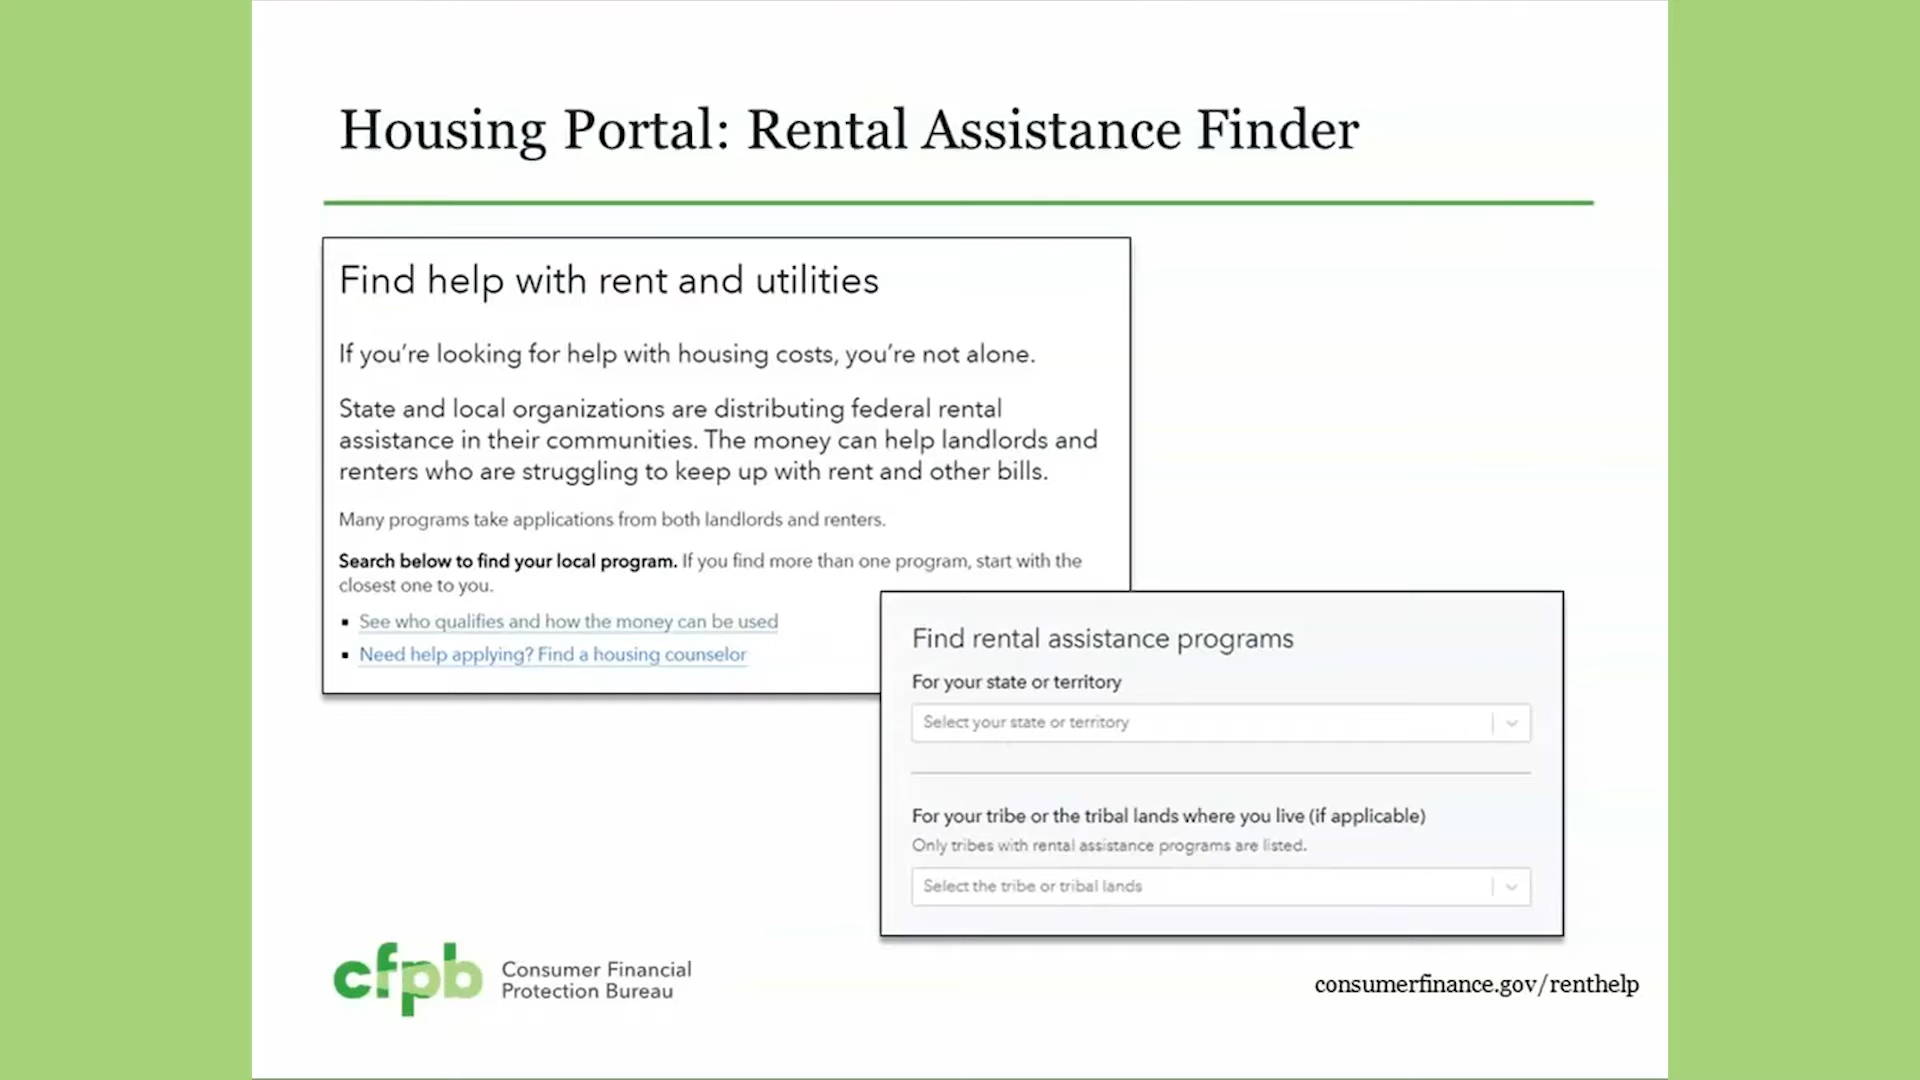 Housing Portal: Rental Assistance Finder
Find help with rent and utilities
If you’re looking for help with housing costs, you’re not alone.
State and local organizations are distributing federal rental
assistance in their communities. The money can help landlords and
renters who are struggling to keep up with rent and other bills.
Many programs take applications from both landlords and renters.
Search below to find your local program. If you find more than one program, start with the
closest one to you.
See who qualifies and how the money can be used
Need help applying? Find a housing counselor
Find rental assistance programs
For your state or territory
Select your state or territory
For your tribe or the tribal lands where you live (if applicable)
Only tribes with rental assistance programs are listed.
Select the tribe or tribal lands
cfpb
Consumer Financial
Protection Bureau
consumerfinance.gov/renthelp